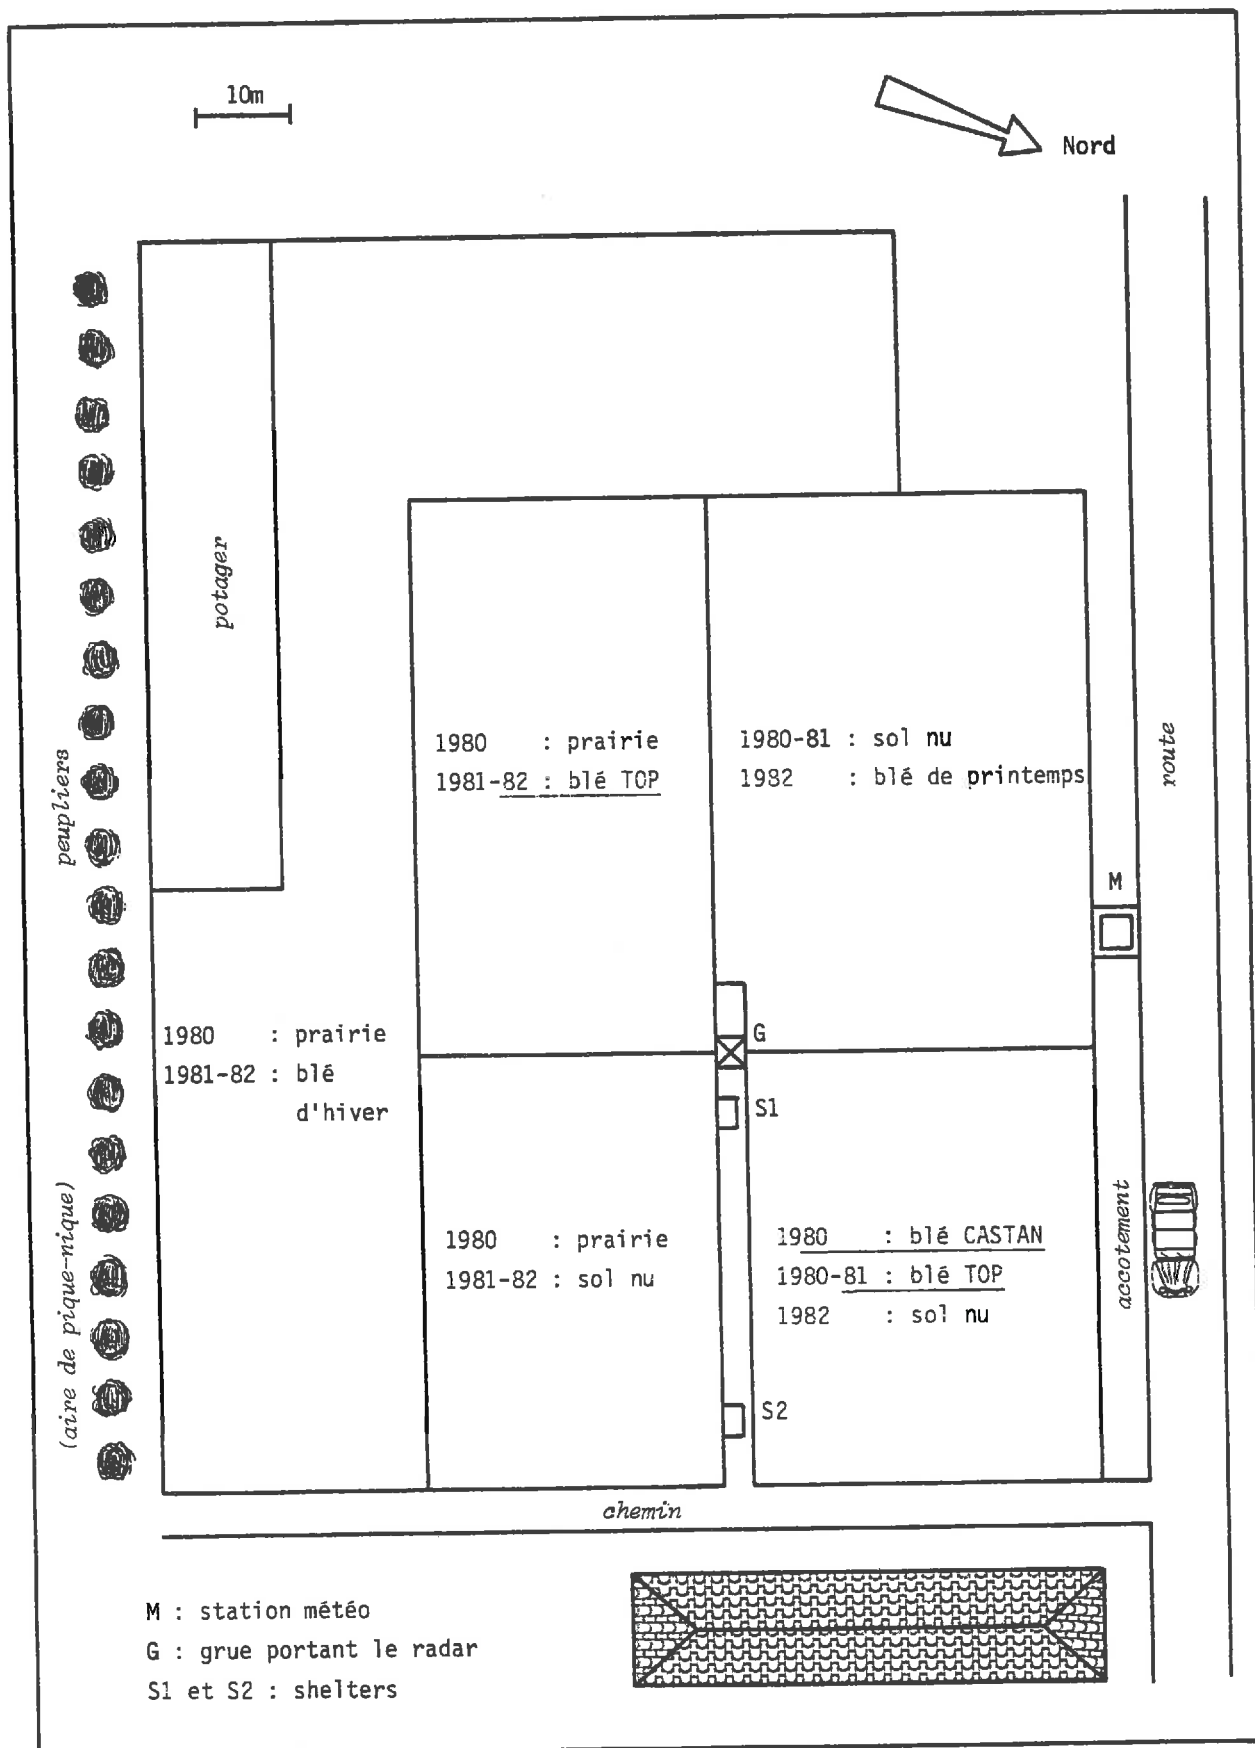 10m
Nord
potager
peupliers
(aire de pique-nique)
1980 : prairie
1981-82 : blé TOP
1980-81 : sol nu
1982 : blé de printemps
route
M
G
S1
1980 : prairie
1981-82 : blé
d'hiver
1980 : prairie
1981-82 : sol nu
1980 : blé CASTAN
1980-81 : blé TOP
1982 : sol nu
accotement
S2
chemin
M : station météo
G : grue portant le radar
S1 et S2 : shelters